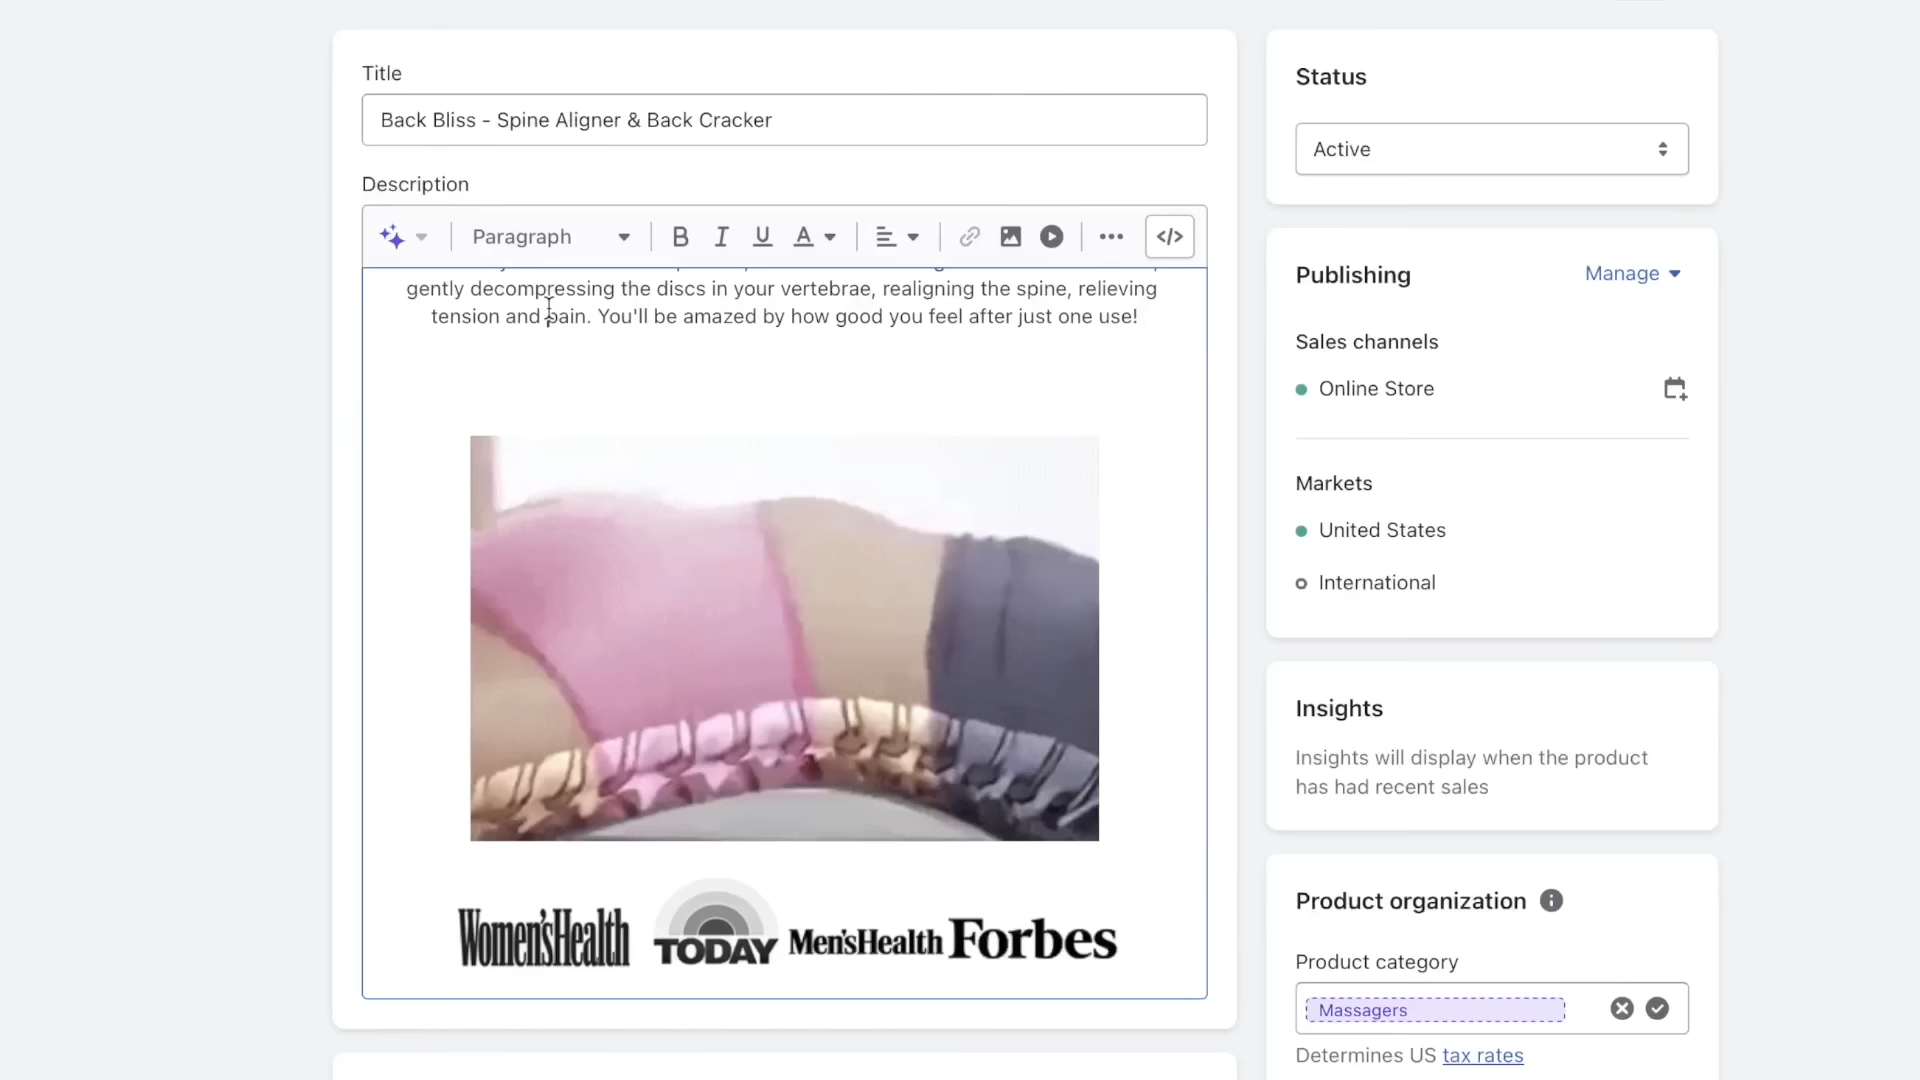 Title
Back Bliss - Spine Aligner & Back Cracker
Description
Paragraph
B I U A
gently decompressing the discs in your vertebrae, realigning the spine, relieving
tension and pain. You'll be amazed by how good you feel after just one use!
Women'sHealth TODAY Men'sHealth Forbes
Status
Active
Publishing
Manage
Sales channels
Online Store
Markets
United States
International
Insights
Insights will display when the product
has had recent sales
Product organization
Product category
Massagers
Determines US tax rates